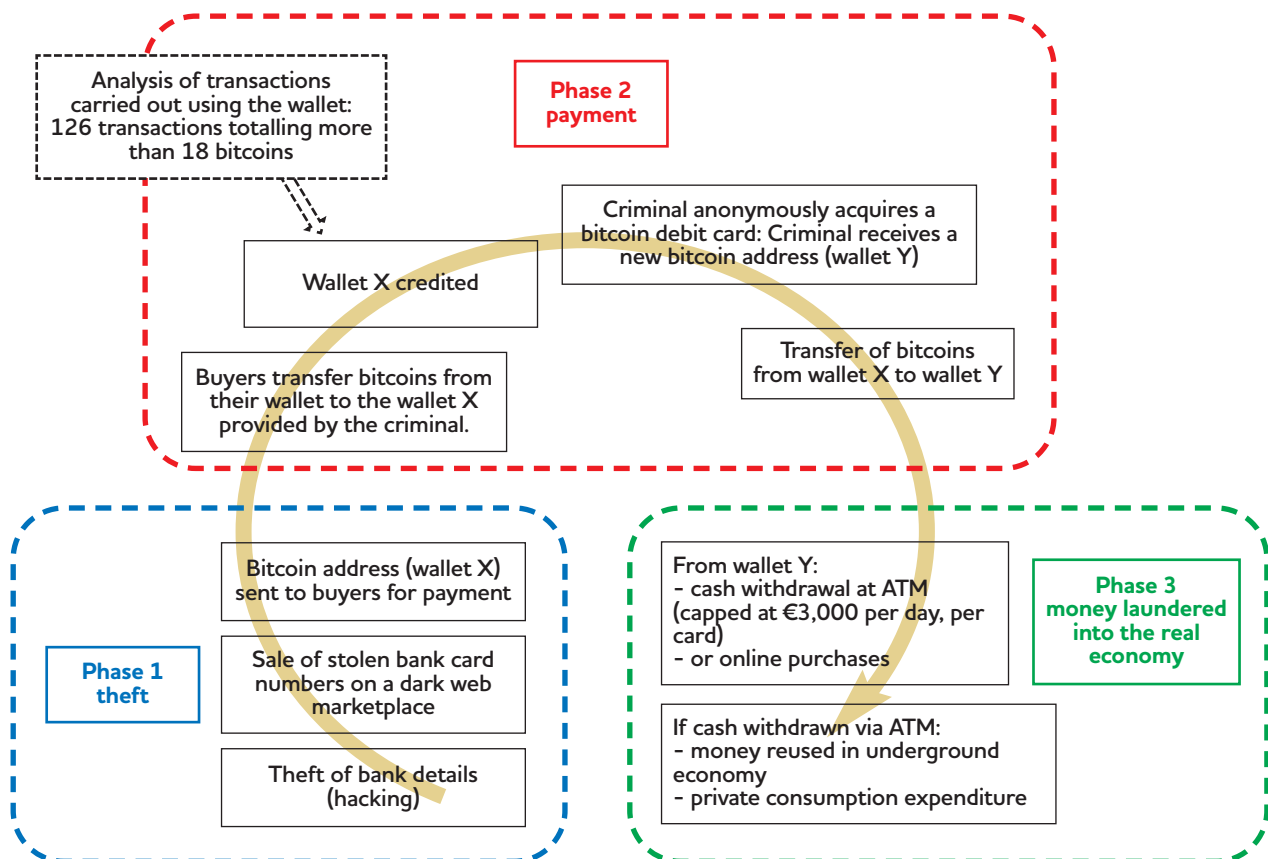 Analysis of transactions
carried out using the wallet:
126 transactions totalling more
than 18 bitcoins
Phase 2
payment
Criminal anonymously acquires a
bitcoin debit card: Criminal receives a
new bitcoin address (wallet Y)
Wallet X credited
Transfer of bitcoins
from wallet X to wallet Y
Buyers transfer bitcoins from
their wallet to the wallet X
provided by the criminal.
Bitcoin address (wallet X)
sent to buyers for payment
Phase 1
theft
Sale of stolen bank card
numbers on a dark web
marketplace
Theft of bank details
(hacking)
From wallet Y:
- cash withdrawal at ATM
(capped at €3,000 per day, per
card)
- or online purchases
Phase 3
money laundered
into the real
economy
If cash withdrawn via ATM:
- money reused in underground
economy
- private consumption expenditure